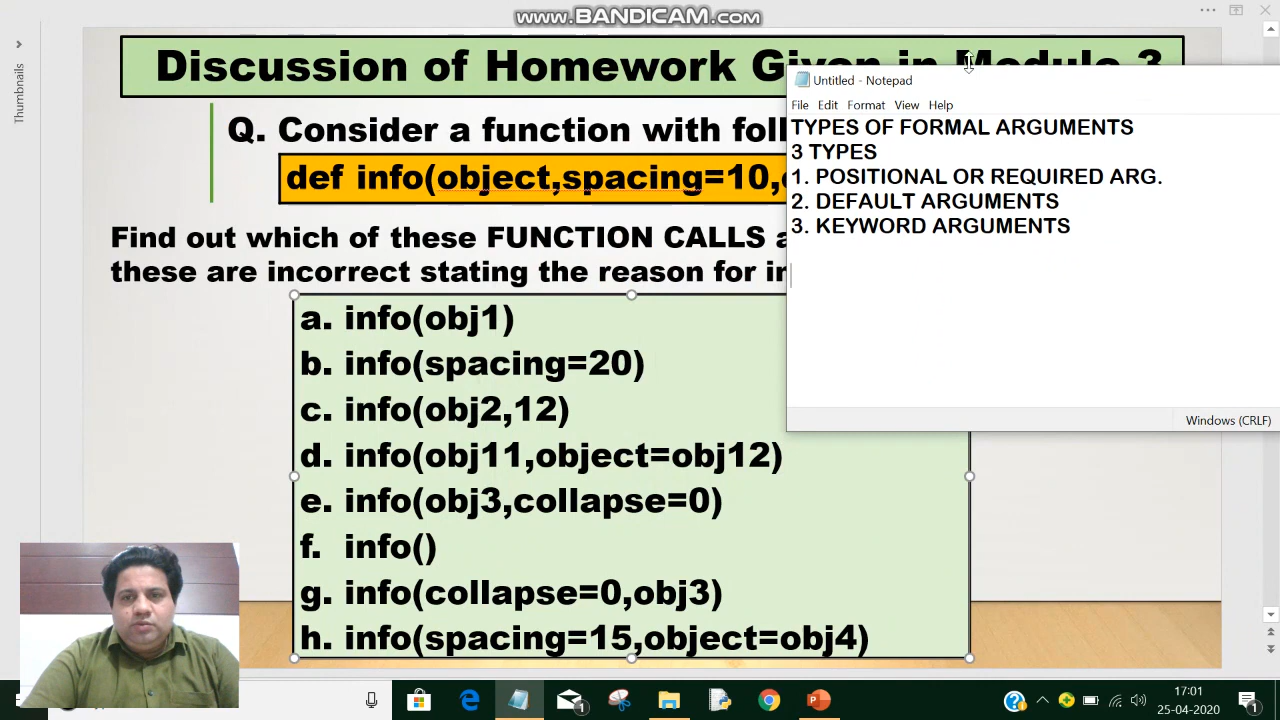 www.BANDICAM.com
Thumbnails
Discussion of Homework Given in Module 3
Q. Consider a function with foll
def info(object,spacing=10,
Find out which of these FUNCTION CALLS a
these are incorrect stating the reason for i
a. info(obj1)
b. info(spacing=20)
c. info(obj2,12)
d. info(obj11,object=obj12)
e. info(obj3,collapse=0)
f. info()
g. info(collapse=0,obj3)
h. info(spacing=15,object=obj4)
Untitled - Notepad
File Edit Format View Help
TYPES OF FORMAL ARGUMENTS
3 TYPES
1. POSITIONAL OR REQUIRED ARG.
2. DEFAULT ARGUMENTS
3. KEYWORD ARGUMENTS
Windows (CRLF)
17:01
25-04-2020